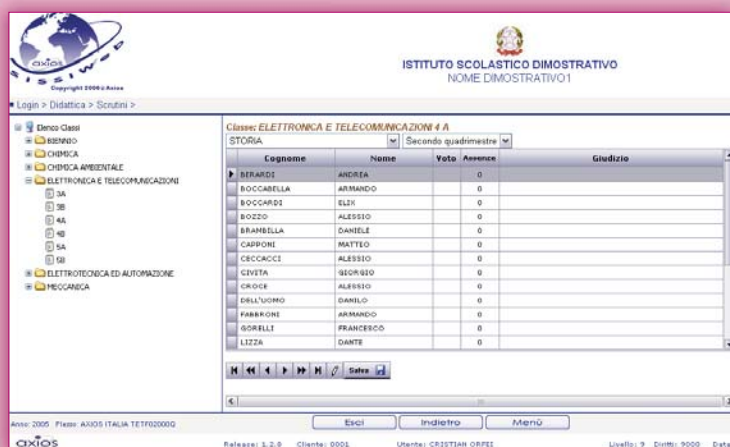 axios
SISSIWEB
Copyright 2006 © Axios
ISTITUTO SCOLASTICO DIMOSTRATIVO
NOME DIMOSTRATIVO1
Login > Didattica > Scrutini >
Elenco Classi
BIENNIO
CHIMICA
CHIMICA AMBIENTALE
ELETTRONICA E TELECOMUNICAZIONI
3A
3B
4A
4B
5A
5B
ELETTROTECNICA ED AUTOMAZIONE
MECCANICA
Classe: ELETTRONICA E TELECOMUNICAZIONI 4 A
STORIA Secondo quadrimestre
Cognome Nome Voto Assenze Giudizio
BERARDI ANDREA 0
BOCCABELLA ARMANDO 0
BOCCARDI ELIX 0
BOZZO ALESSIO 0
BRAMBILLA DANIELE 0
CAPPONI MATTEO 0
CECCACCI ALESSIO 0
CIVITA GIORGIO 0
CROCE ALESSIO 0
DELL'UOMO DANILO 0
FABBRONI ARMANDO 0
GORELLI FRANCESCO 0
LIZZA DANTE 0
Salva
Anno: 2005 Plesso: AXIOS ITALIA TETF02000Q
Esci Indietro Menù
axios
Release: 1.2.0 Cliente: 0001 Utente: CRISTIAN ORFEI Livello: 9 Diritti: 9000 Data